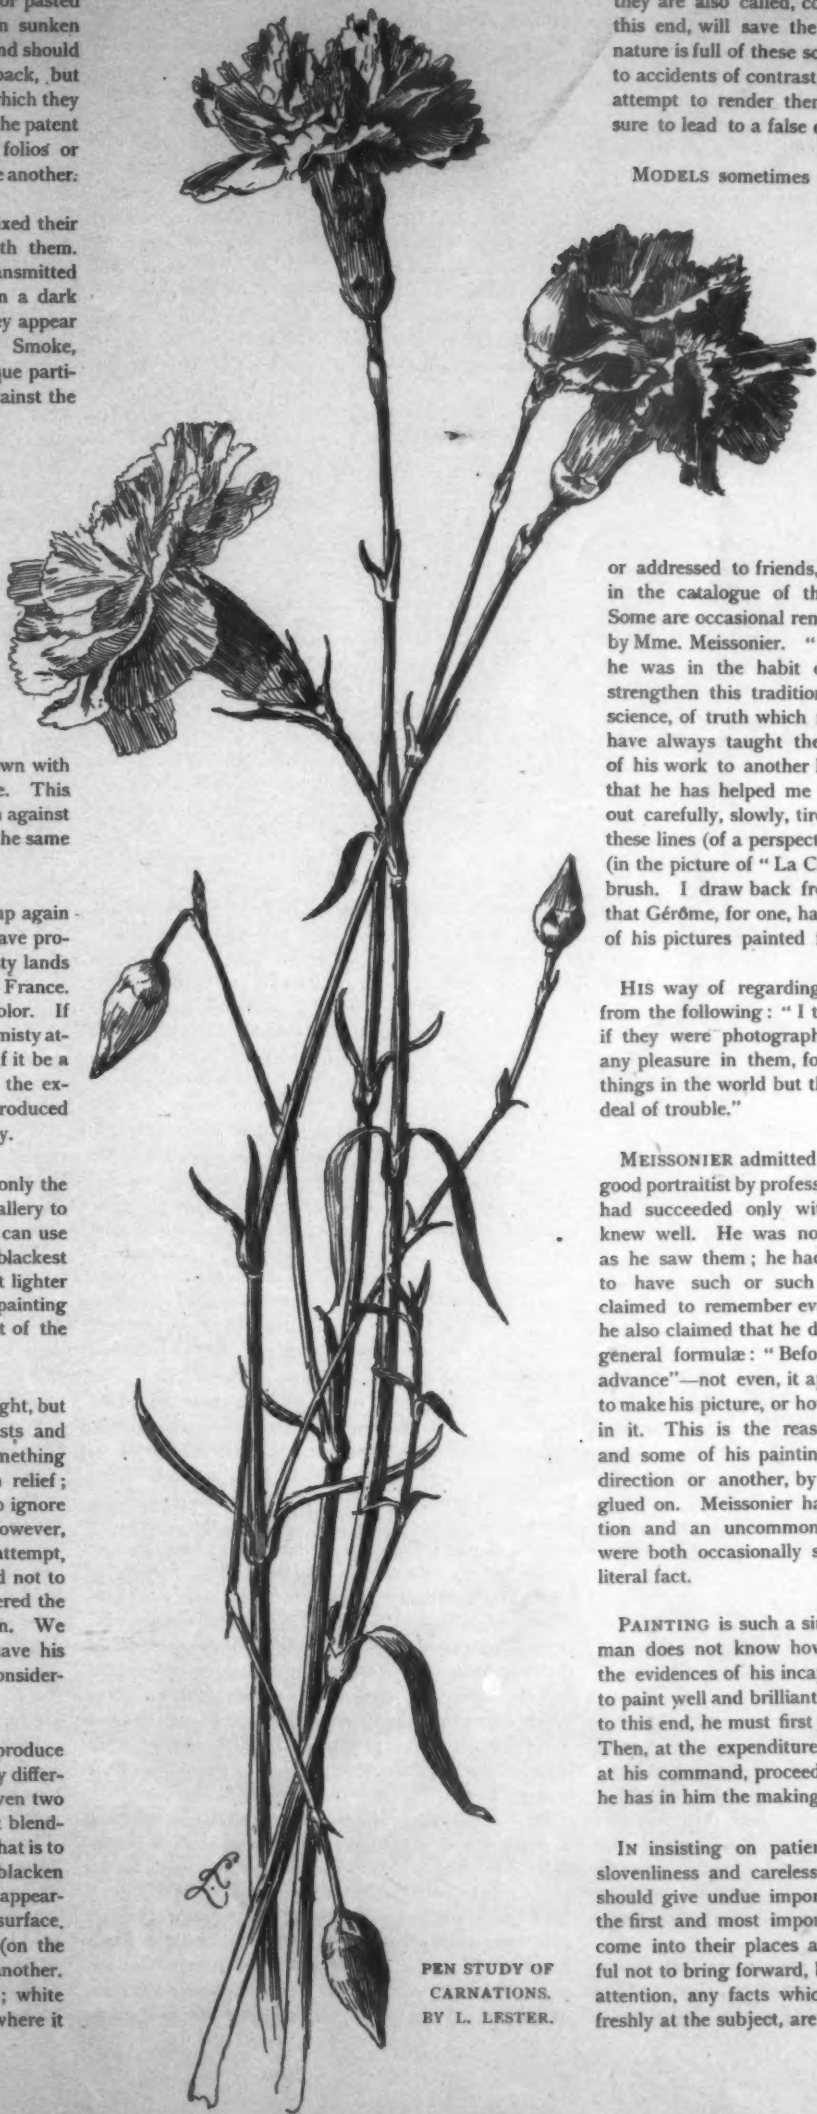 or pasted
n sunken
nd should
back, but
which they
he patent
folios or
e another.
xed their
th them.
ansmitted
n a dark
ey appear
Smoke,
que parti-
ainst the
wn with
e. This
n against
he same
up again
ave pro-
ty lands
France.
olor. If
misty at-
f it be a
the ex-
roduced
y.
only the
allery to
can use
blackest
t lighter
painting
t of the
ght, but
sts and
mething
relief;
o ignore
owever,
attempt,
d not to
ered the
n. We
ave his
onsider-
produce
y differ-
ven two
t blend-
hat is to
blacken
appear-
surface.
(on the
another.
; white
where it
PEN STUDY OF
CARNATIONS.
BY L. LESTER.
they are also called, co
this end, will save the
nature is full of these sc
to accidents of contrast
attempt to render ther
sure to lead to a false e
MODELS sometimes
or addressed to friends,
in the catalogue of th
Some are occasional ren
by Mme. Meissonier. "
he was in the habit o
strengthen this tradition
science, of truth which
have always taught the
of his work to another
that he has helped me
out carefully, slowly, tire
these lines (of a perspect
(in the picture of " La C
brush. I draw back fr
that Gérôme, for one, ha
of his pictures painted
HIS way of regarding
from the following: " I t
if they were photograph
any pleasure in them, fo
things in the world but th
deal of trouble."
MEISSONIER admitted
good portraitist by profess
had succeeded only wit
knew well. He was no
as he saw them; he had
to have such or such
claimed to remember ev
he also claimed that he d
general formulæ: " Befo
advance"—not even, it ap
to make his picture, or ho
in it. This is the reas
and some of his painting
direction or another, by
glued on. Meissonier ha
tion and an uncommon
were both occasionally s
literal fact.
PAINTING is such a si
man does not know how
the evidences of his inca
to paint well and brilliant
to this end, he must first
Then, at the expenditure
at his command, proceed
he has in him the making
IN insisting on patien
slovenliness and careless
should give undue impor
the first and most impor
come into their places a
ful not to bring forward, b
attention, any facts whic
freshly at the subject, are